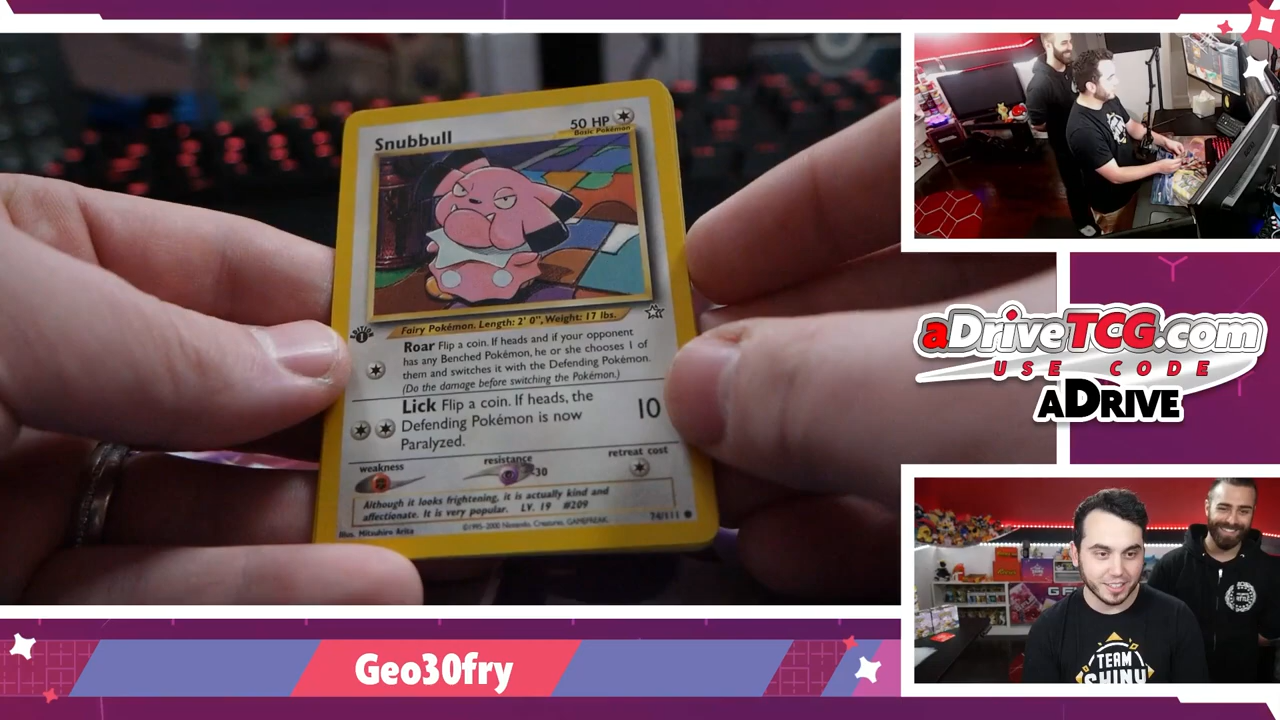 Snubbull
50 HP
Basic Pokémon
Fairy Pokémon. Length: 2' 0", Weight: 17 lbs.
EDITION
1
Roar Flip a coin. If heads and if your opponent
has any Benched Pokémon, he or she chooses 1 of
them and switches it with the Defending Pokémon.
(Do the damage before switching the Pokémon.)
Lick Flip a coin. If heads, the
Defending Pokémon is now
Paralyzed.
10
weakness
resistance
-30
retreat cost
Although it looks frightening, it is actually kind and
affectionate. It is very popular. LV. 19 #209
Illus. Mitsuhiro Arita
©1995-2000 Nintendo, Creatures, GAMEFREAK.
74/111
aDriveTCG.com
USE CODE
aDRIVE
TEAM
SHINY
Geo30fry